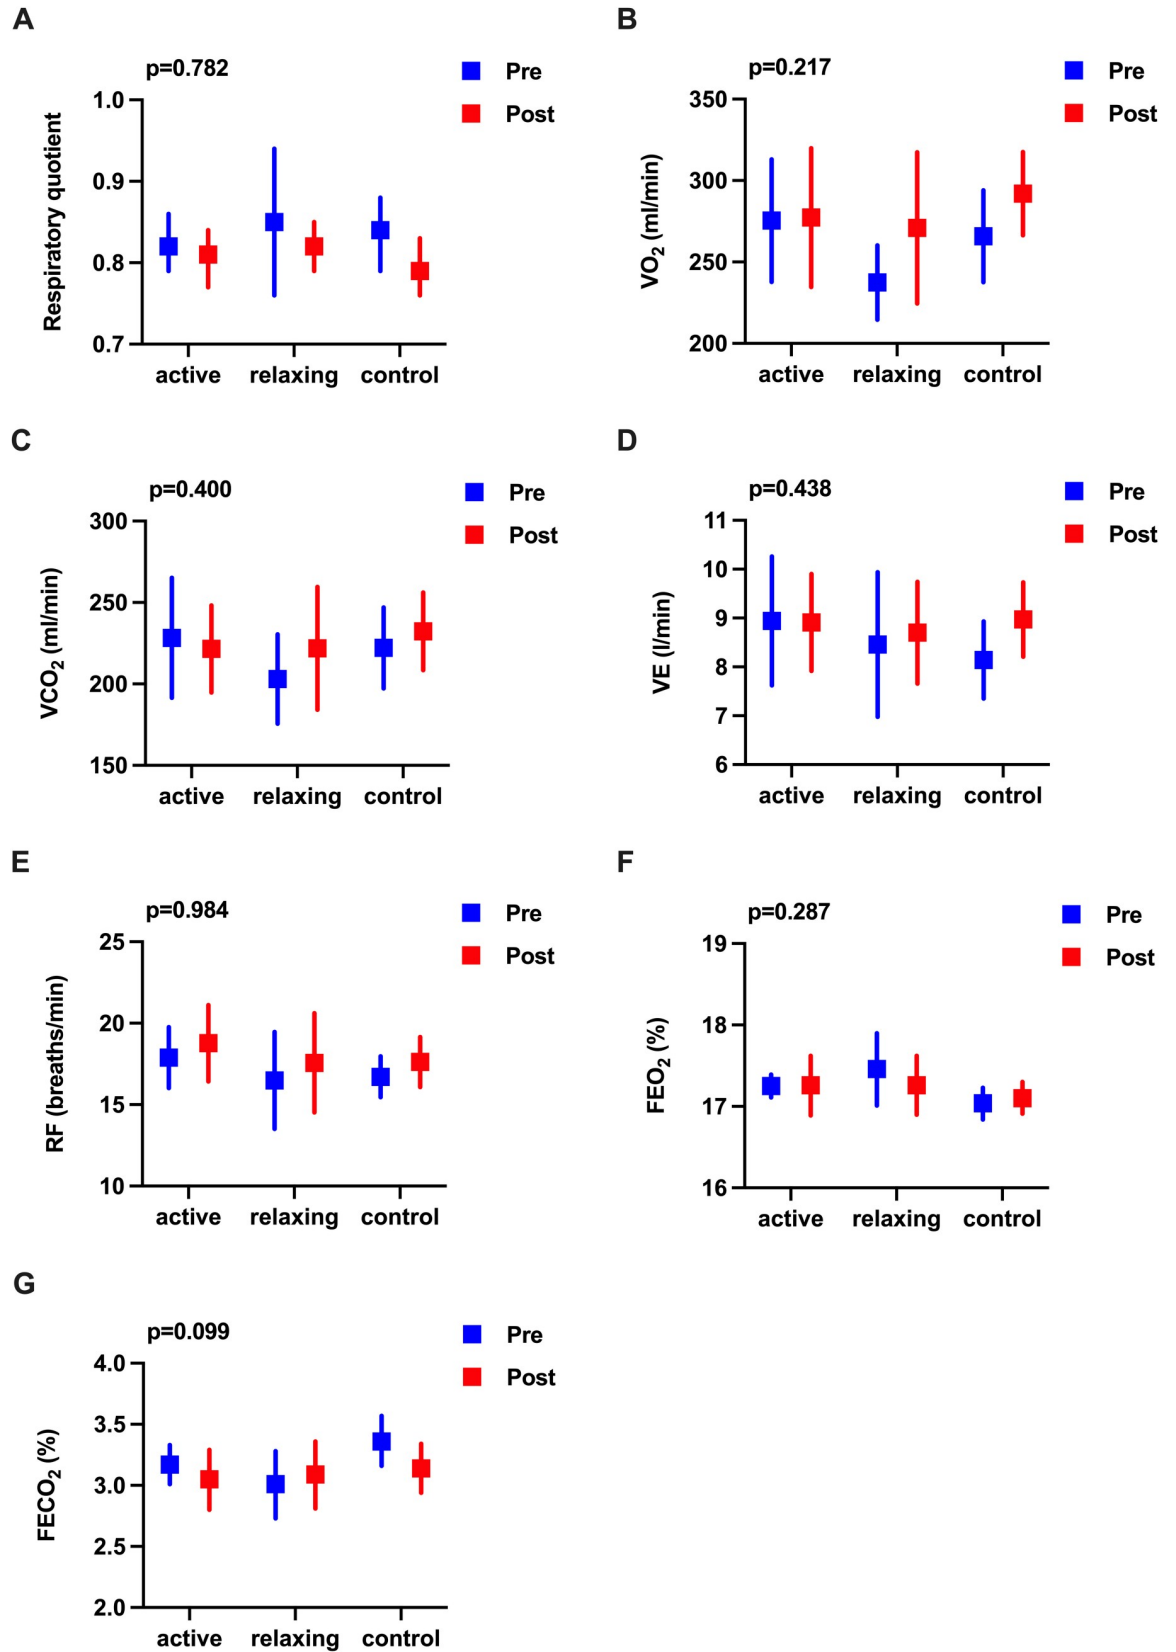 A
p=0.782
Pre
Post
Respiratory quotient
1.0
0.9
0.8
0.7
active relaxing control
B
p=0.217
Pre
Post
VO₂ (ml/min)
350
300
250
200
active relaxing control
C
p=0.400
Pre
Post
VCO₂ (ml/min)
300
250
200
150
active relaxing control
D
p=0.438
Pre
Post
VE (l/min)
11
10
9
8
7
6
active relaxing control
E
p=0.984
Pre
Post
RF (breaths/min)
25
20
15
10
active relaxing control
F
p=0.287
Pre
Post
FEO₂ (%)
19
18
17
16
active relaxing control
G
p=0.099
Pre
Post
FECO₂ (%)
4.0
3.5
3.0
2.5
2.0
active relaxing control